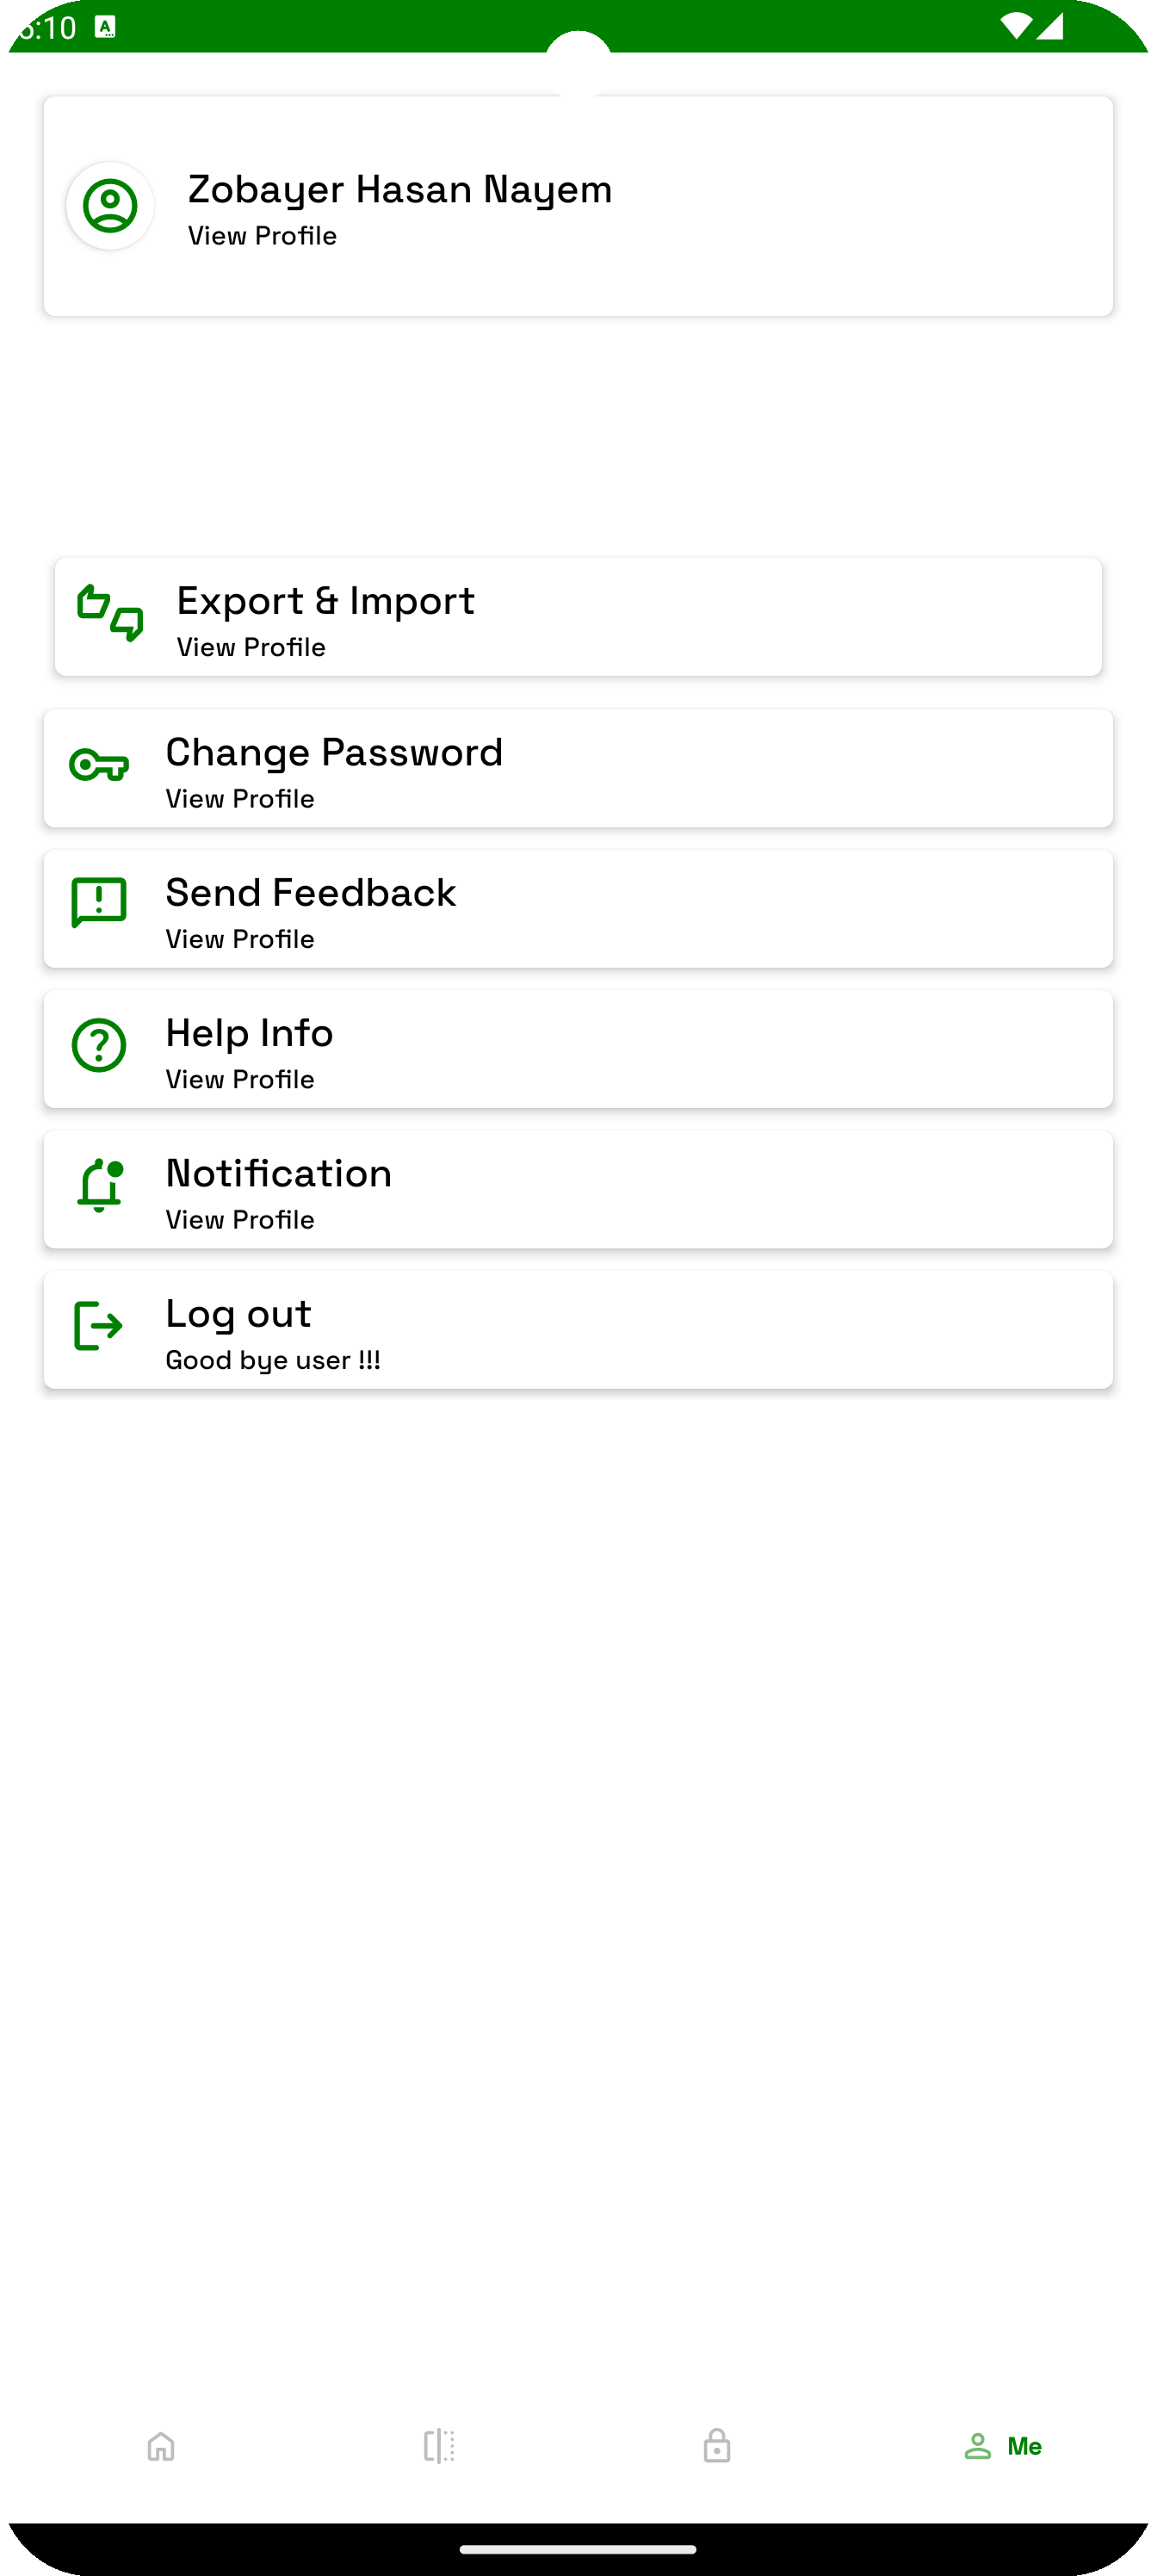 :10
A
Zobayer Hasan Nayem
View Profile
Export & Import
View Profile
Change Password
View Profile
Send Feedback
View Profile
Help Info
View Profile
Notification
View Profile
Log out
Good bye user !!!
Me